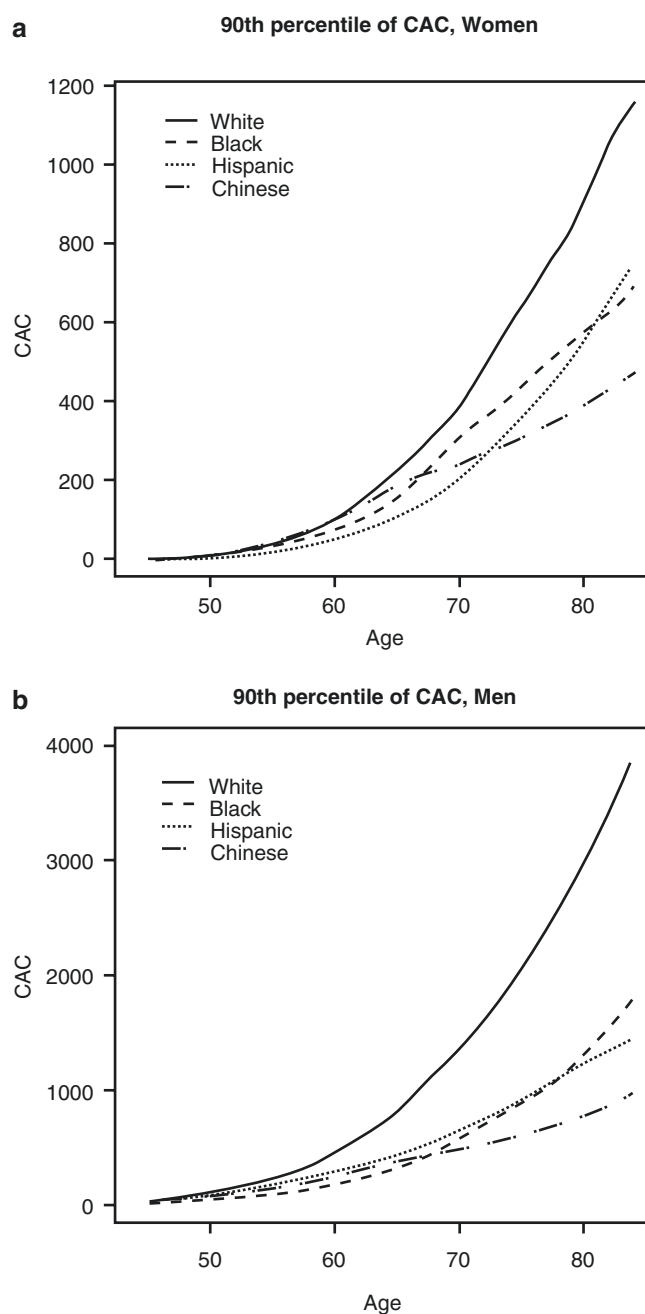 a
90th percentile of CAC, Women
1200
1000
800
600
400
200
0
CAC
White
Black
Hispanic
Chinese
50 60 70 80
Age
b
90th percentile of CAC, Men
4000
3000
2000
1000
0
CAC
White
Black
Hispanic
Chinese
50 60 70 80
Age